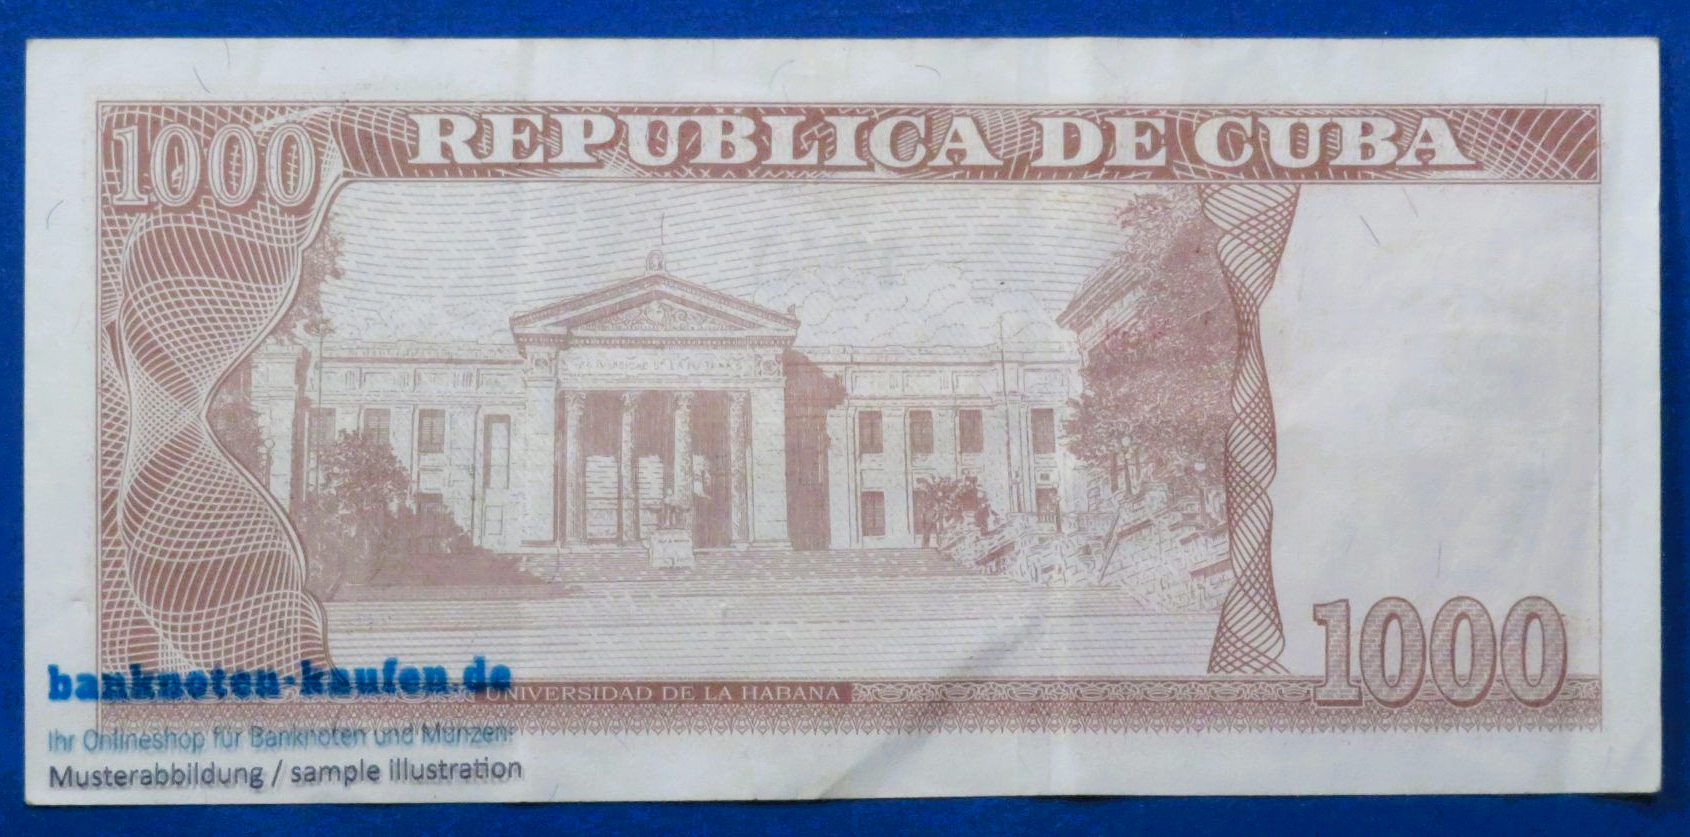 1000
REPUBLICA DE CUBA
UNIVERSIDAD DE LA HABANA
1000
banknoten-kaufen.de
Ihr Onlineshop für Banknoten und Münzen
Musterabbildung / sample illustration